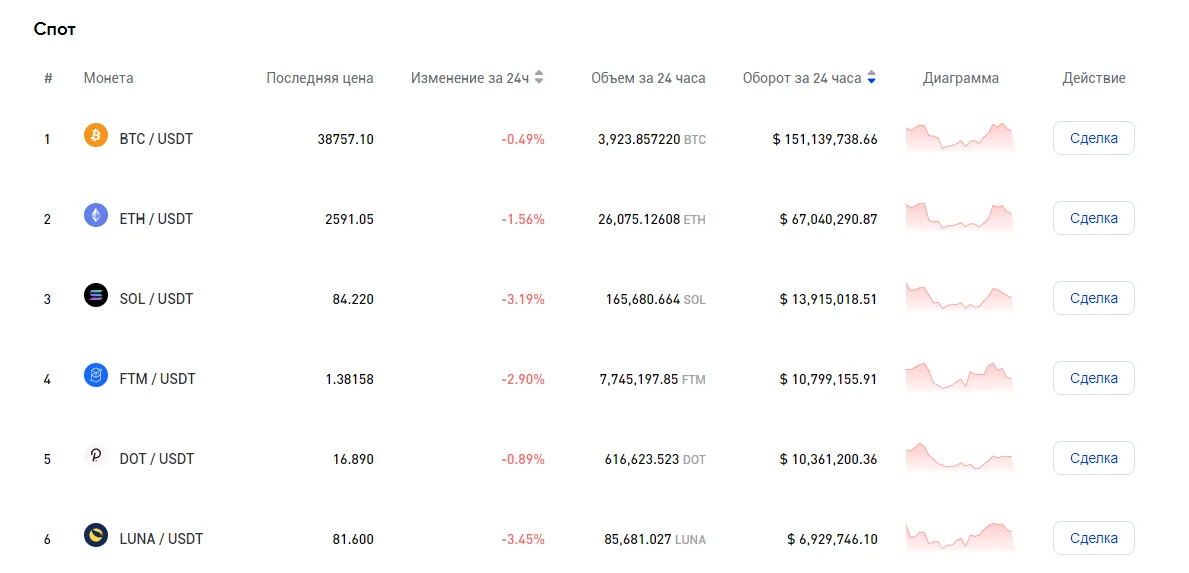 Спот
# Монета Последняя цена Изменение за 24ч Объем за 24 часа Оборот за 24 часа Диаграмма Действие
1 BTC / USDT 38757.10 -0.49% 3,923.857220 BTC $ 151,139,738.66 Сделка
2 ETH / USDT 2591.05 -1.56% 26,075.12608 ETH $ 67,040,290.87 Сделка
3 SOL / USDT 84.220 -3.19% 165,680.664 SOL $ 13,915,018.51 Сделка
4 FTM / USDT 1.38158 -2.90% 7,745,197.85 FTM $ 10,799,155.91 Сделка
5 DOT / USDT 16.890 -0.89% 616,623.523 DOT $ 10,361,200.36 Сделка
6 LUNA / USDT 81.600 -3.45% 85,681.027 LUNA $ 6,929,746.10 Сделка